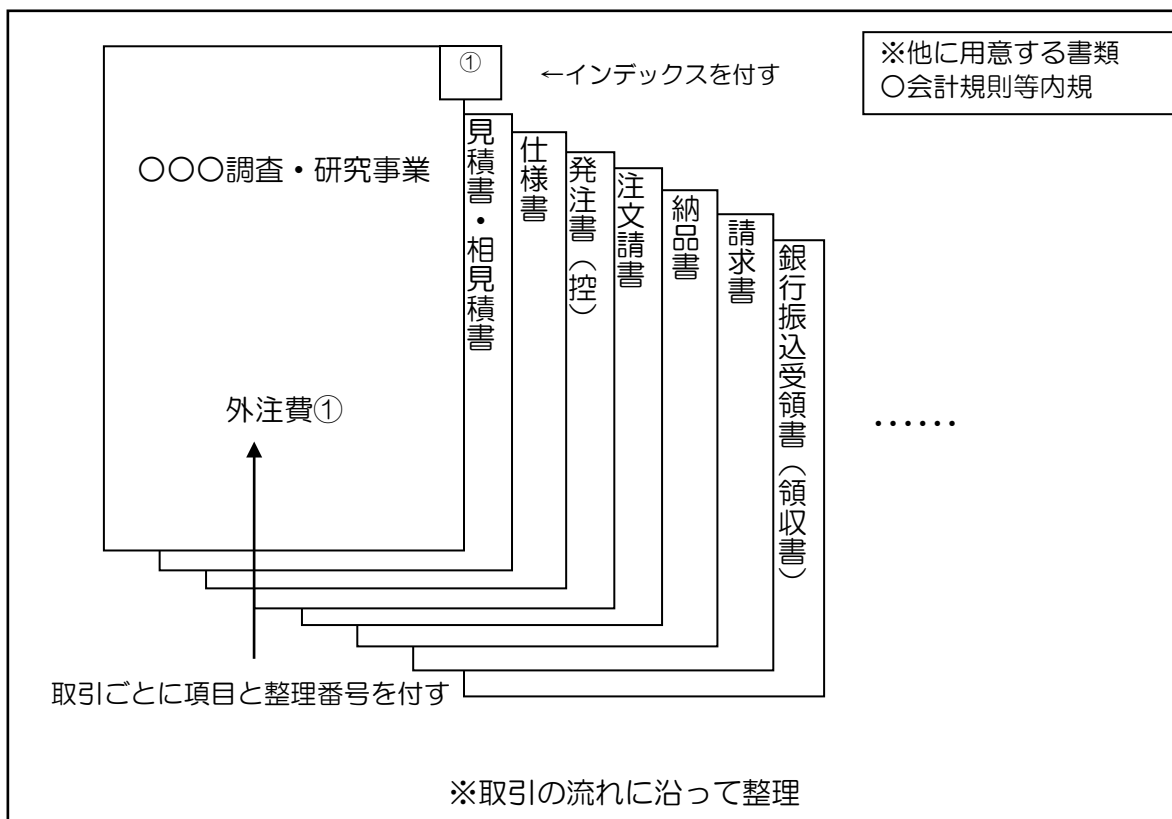 ①
←インデックスを付す
※他に用意する書類
〇会計規則等内規
〇〇〇調査・研究事業
外注費①
見積書・相見積書
仕様書
発注書（控）
注文請書
納品書
請求書
銀行振込受領書（領収書）
……
取引ごとに項目と整理番号を付す
※取引の流れに沿って整理